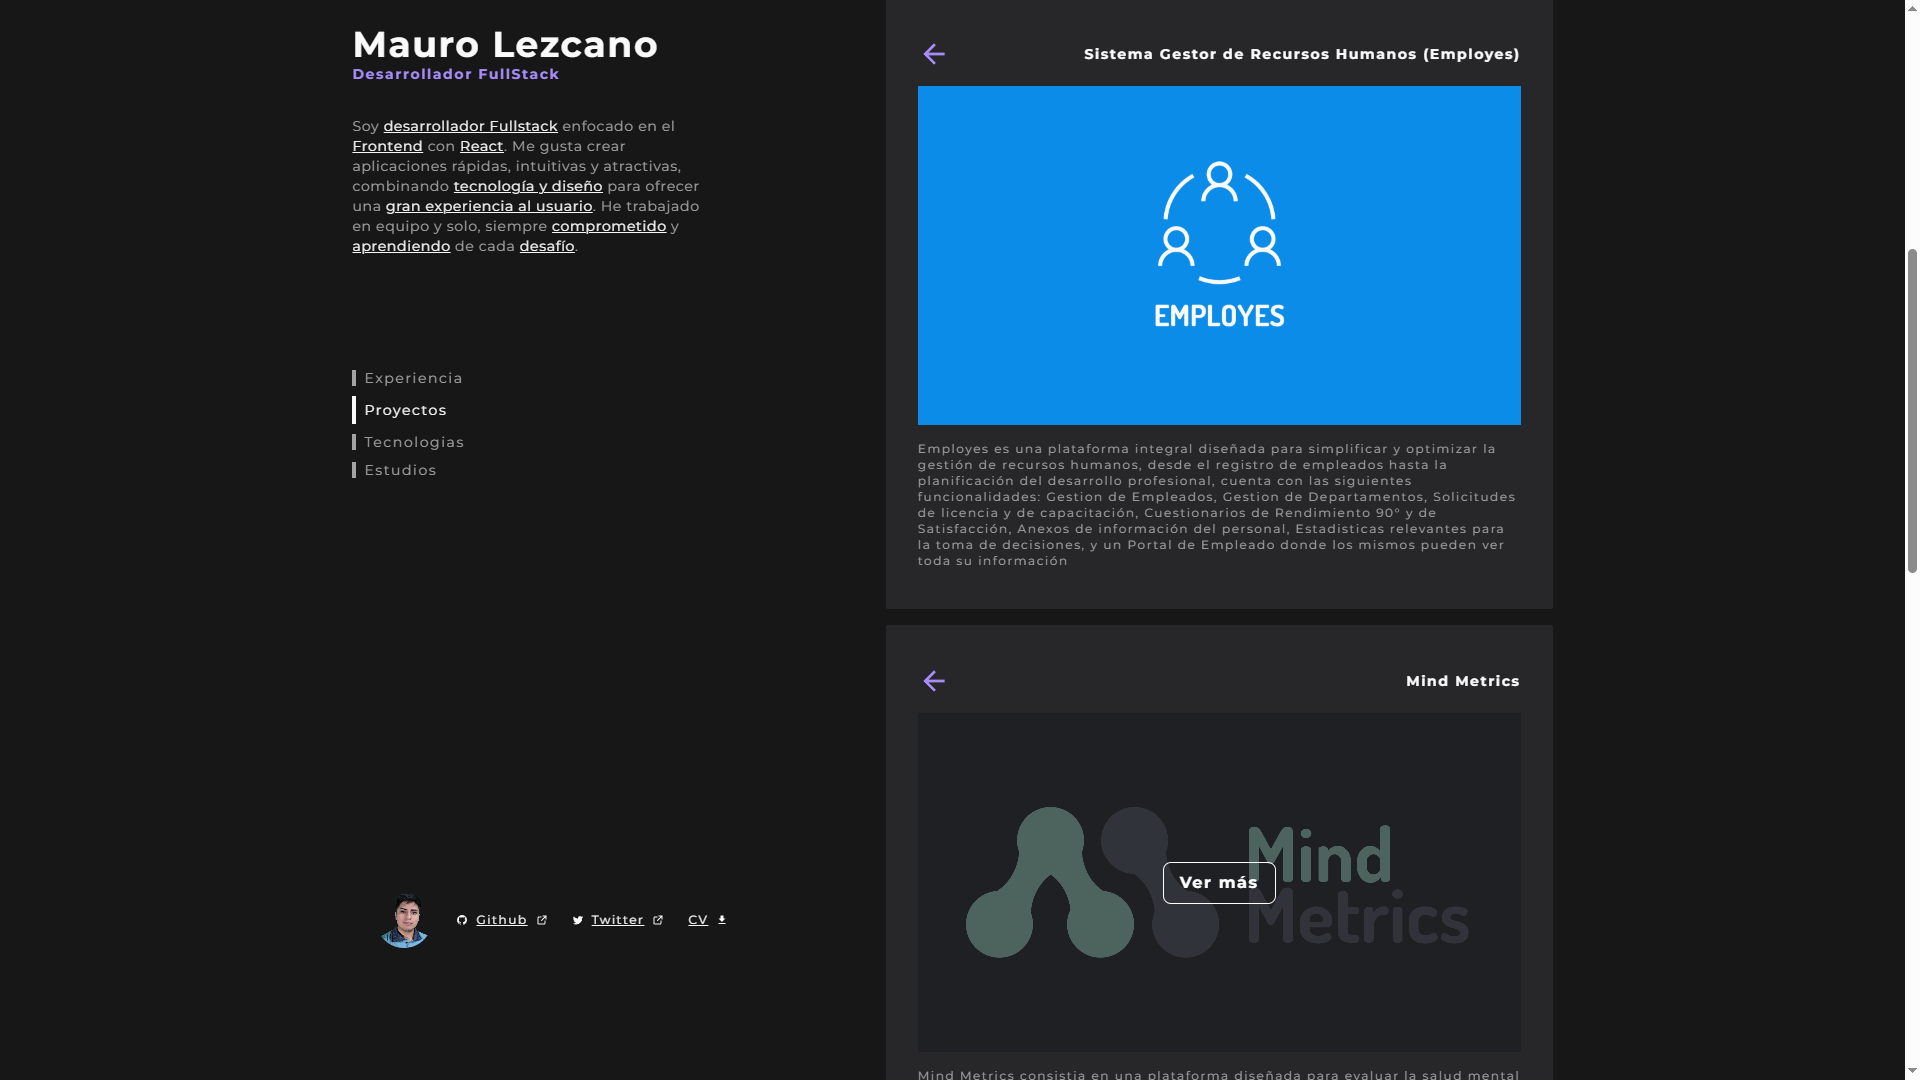 Mauro Lezcano
Desarrollador FullStack
Soy desarrollador Fullstack enfocado en el
Frontend con React. Me gusta crear
aplicaciones rápidas, intuitivas y atractivas,
combinando tecnología y diseño para ofrecer
una gran experiencia al usuario. He trabajado
en equipo y solo, siempre comprometido y
aprendiendo de cada desafío.
Experiencia
Proyectos
Tecnologias
Estudios
Github
Twitter
CV
Sistema Gestor de Recursos Humanos (Employes)
EMPLOYES
Employes es una plataforma integral diseñada para simplificar y optimizar la
gestión de recursos humanos, desde el registro de empleados hasta la
planificación del desarrollo profesional, cuenta con las siguientes
funcionalidades: Gestion de Empleados, Gestion de Departamentos, Solicitudes
de licencia y de capacitación, Cuestionarios de Rendimiento 90° y de
Satisfacción, Anexos de información del personal, Estadisticas relevantes para
la toma de decisiones, y un Portal de Empleado donde los mismos pueden ver
toda su información
Mind Metrics
Mind
Metrics
Ver más
Mind Metrics consistia en una plataforma diseñada para evaluar la salud mental